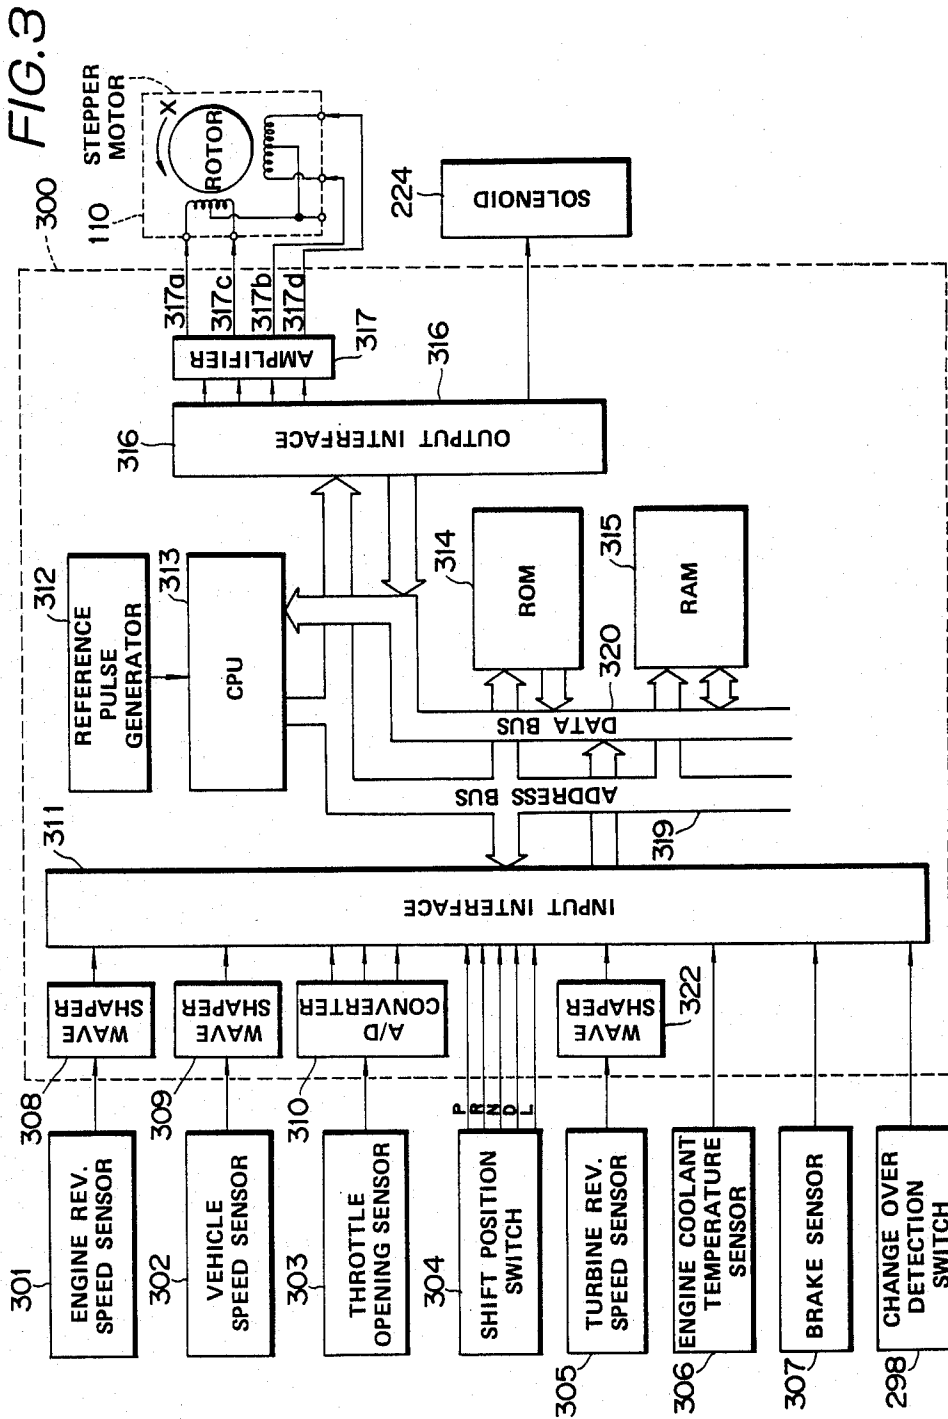 FIG.3
300
110
STEPPER
MOTOR
X
ROTOR
317a
317c
317b
317d
AMPLIFIER
317
224
SOLENOID
316
OUTPUT INTERFACE
316
312
REFERENCE
PULSE
GENERATOR
313
CPU
314
ROM
315
RAM
320
DATA BUS
ADDRESS BUS
319
311
INPUT INTERFACE
308
WAVE
SHAPER
309
WAVE
SHAPER
310
A/D
CONVERTER
P
R
N
D
L
322
WAVE
SHAPER
301
ENGINE REV.
SPEED SENSOR
302
VEHICLE
SPEED SENSOR
303
THROTTLE
OPENING SENSOR
304
SHIFT POSITION
SWITCH
305
TURBINE REV.
SPEED SENSOR
306
ENGINE COOLANT
TEMPERATURE
SENSOR
307
BRAKE SENSOR
298
CHANGE OVER
DETECTION
SWITCH